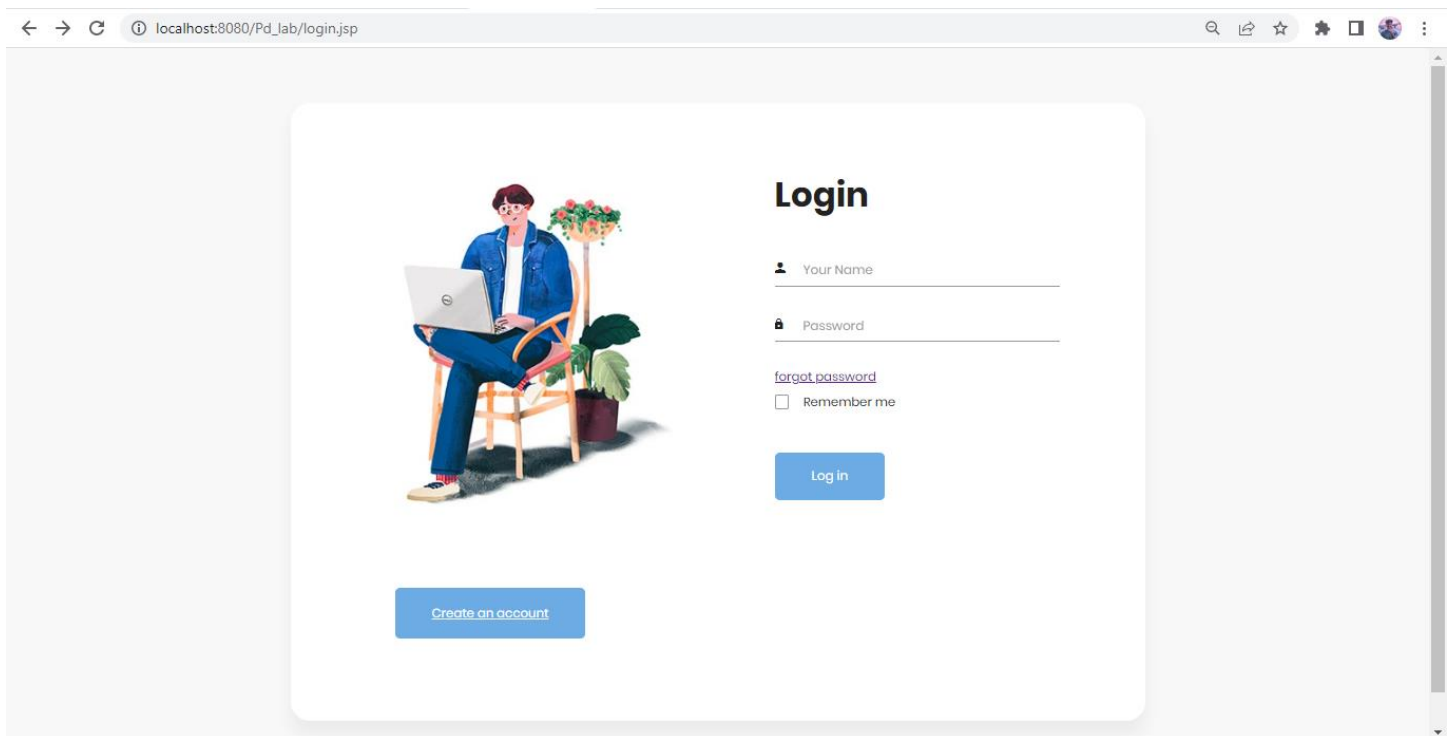 localhost:8080/Pd_lab/login.jsp
Login
Your Name
Password
forgot password
Remember me
Log in
Create an account